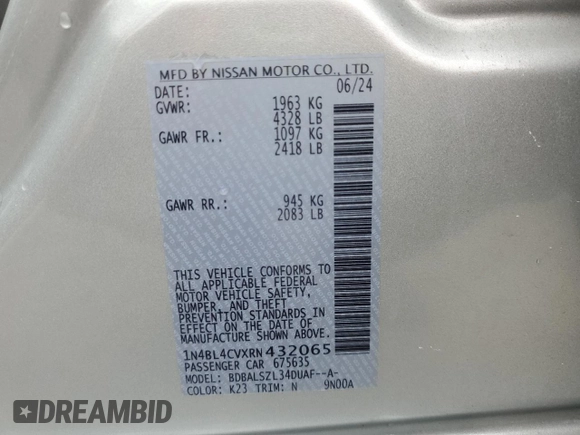 MFD BY NISSAN MOTOR CO., LTD.
DATE: 06/24
GVWR: 1963 KG
4328 LB
GAWR FR.: 1097 KG
2418 LB
GAWR RR.: 945 KG
2083 LB
THIS VEHICLE CONFORMS TO
ALL APPLICABLE FEDERAL
MOTOR VEHICLE SAFETY,
BUMPER, AND THEFT
PREVENTION STANDARDS IN
EFFECT ON THE DATE OF
MANUFACTURE SHOWN ABOVE.
1N4BL4CVXRN432065
PASSENGER CAR 675635
MODEL: BDBALSZL34DUAF--A-
COLOR: K23 TRIM: N 9N00A
© AUTOBIDMASTER
© AUTOBIDMASTER